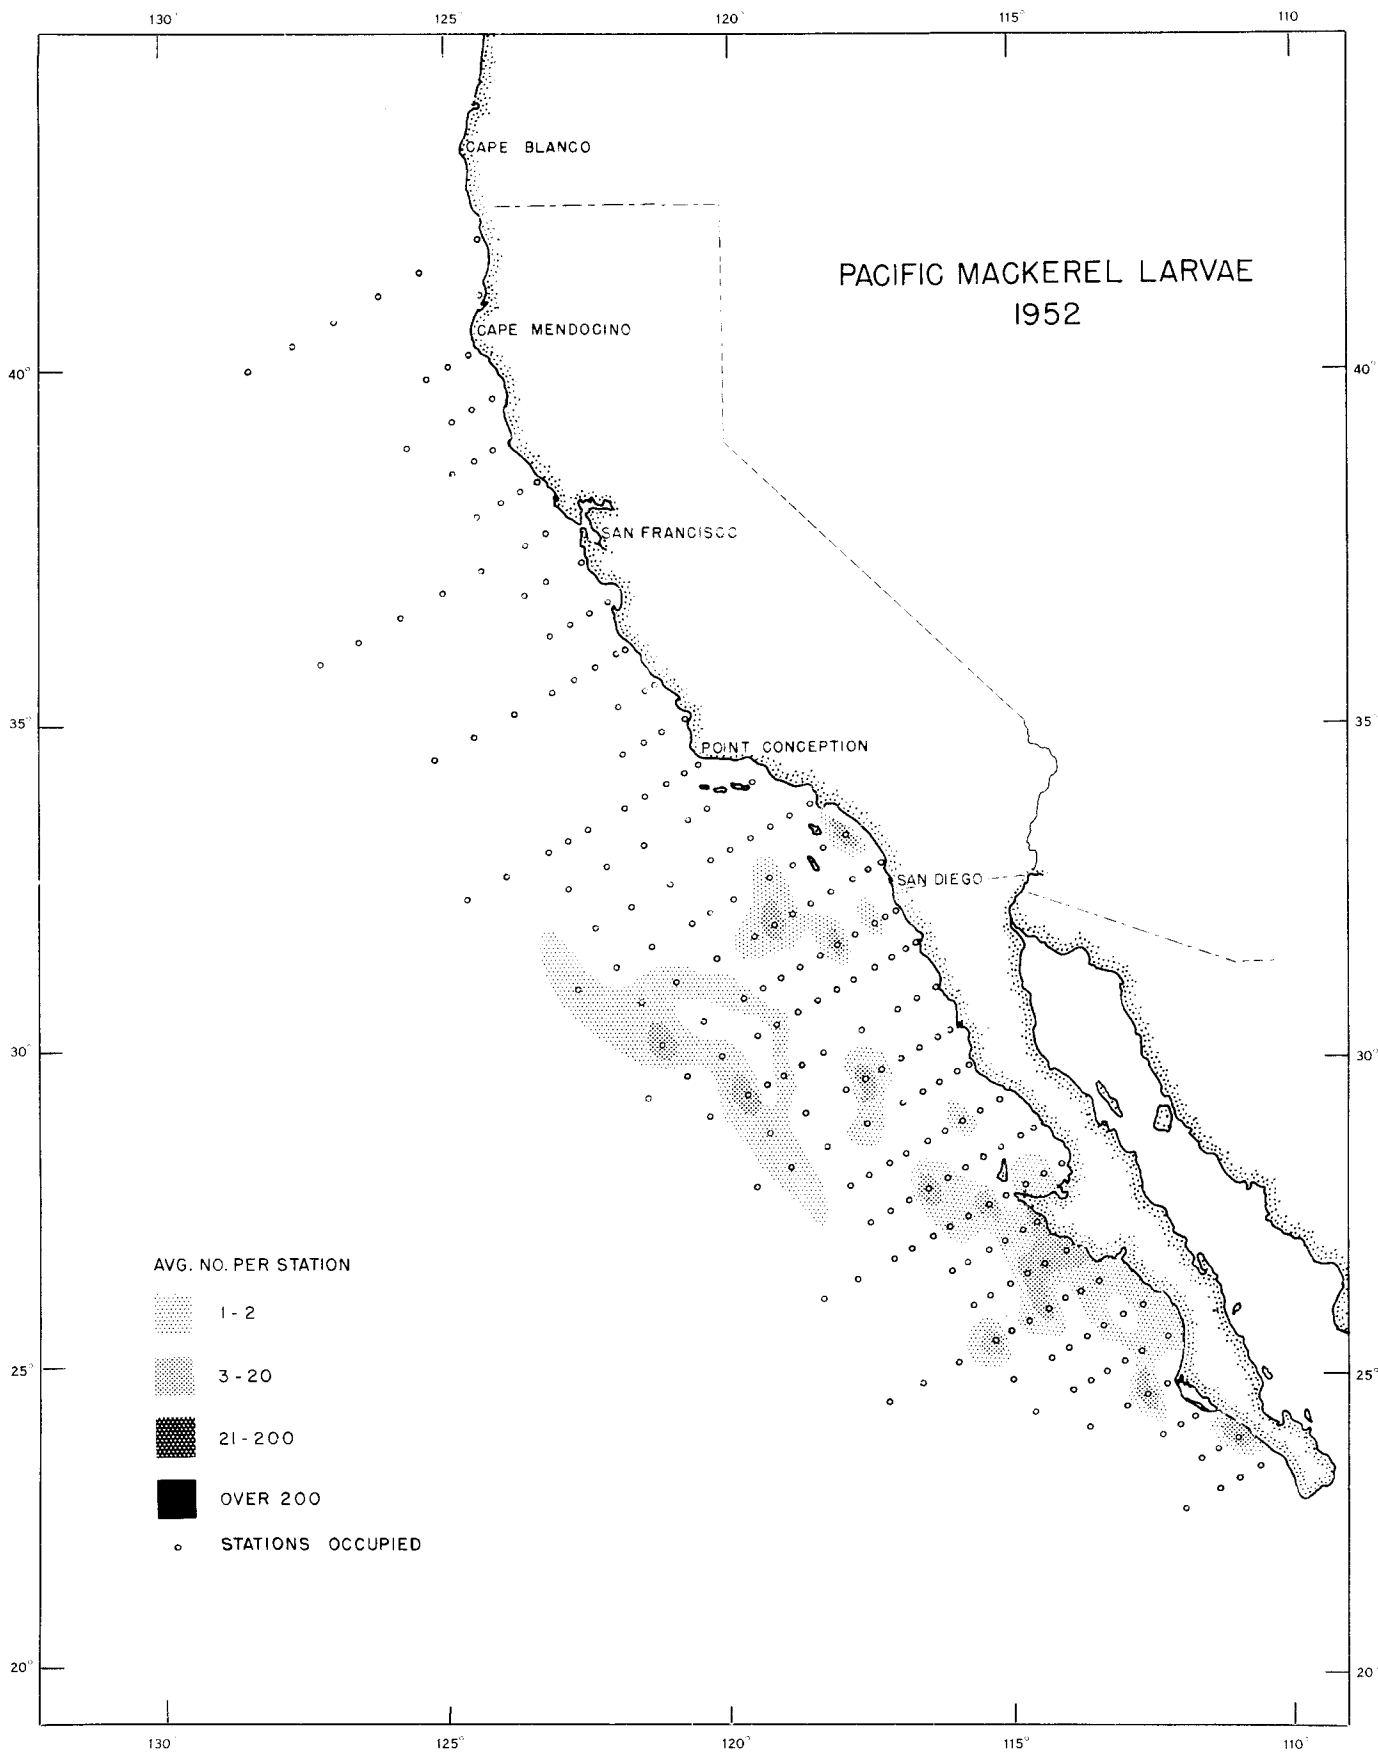 130° 125° 120° 115° 110
CAPE BLANCO
PACIFIC MACKEREL LARVAE
1952
CAPE MENDOCINO
40° 40°
SAN FRANCISCO
35° 35°
POINT CONCEPTION
SAN DIEGO
30° 30°
AVG. NO. PER STATION
1 - 2
25° 25°
3 - 20
21 - 200
OVER 200
STATIONS OCCUPIED
20° 20°
130° 125° 120° 115° 110°